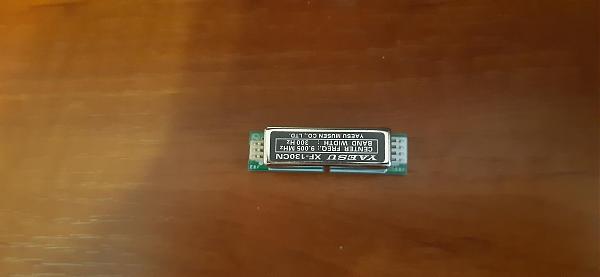 YAESU XF-130CN
CENTER FREQ.: 9.005 MHz
BAND WIDTH : 300 Hz
YAESU MUSEN CO., LTD.